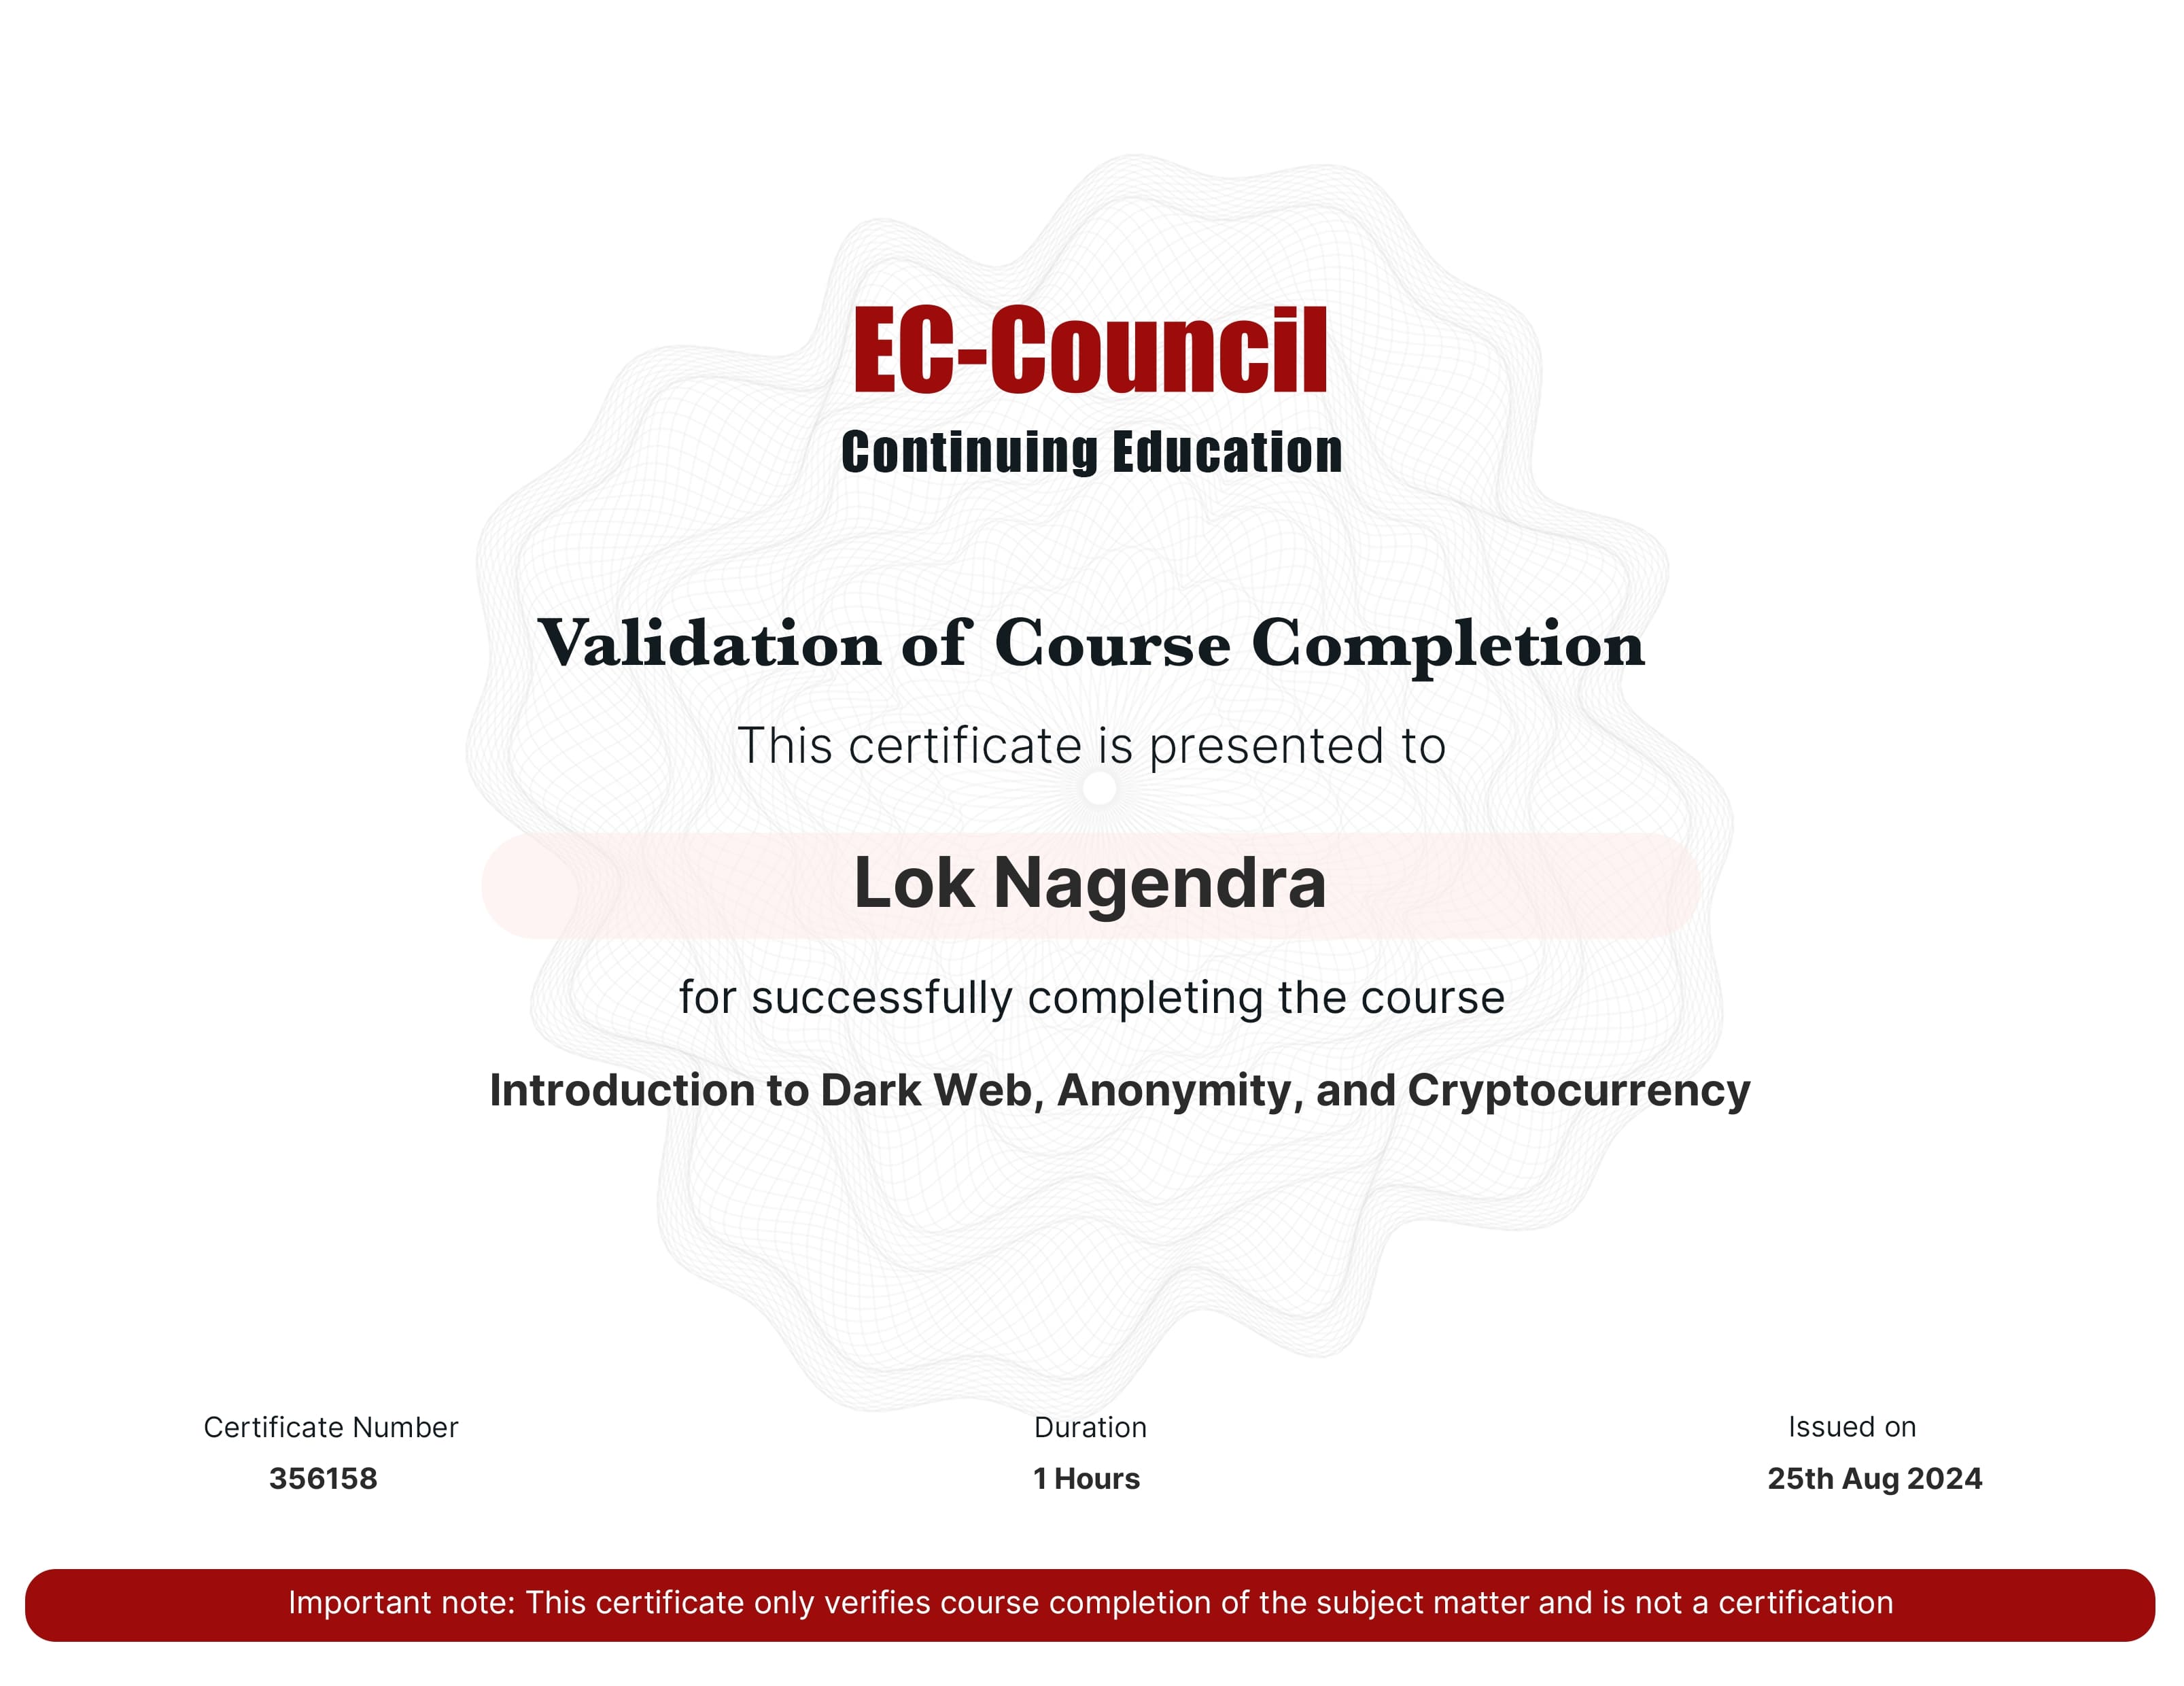 EC-Council
Continuing Education
Validation of Course Completion
This certificate is presented to
Lok Nagendra
for successfully completing the course
Introduction to Dark Web, Anonymity, and Cryptocurrency
Certificate Number
356158
Duration
1 Hours
Issued on
25th Aug 2024
Important note: This certificate only verifies course completion of the subject matter and is not a certification